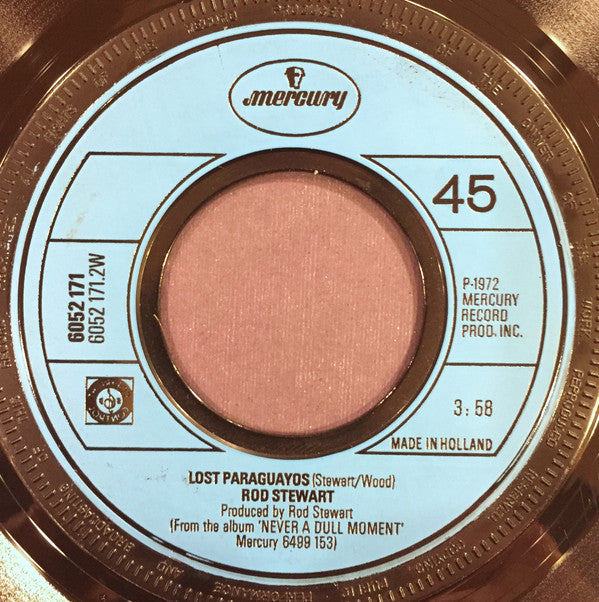 mercury
45
6052 171
6052 171.2W
P-1972
MERCURY
RECORD
PROD. INC.
3:58
MADE IN HOLLAND
LOST PARAGUAYOS (Stewart/Wood)
ROD STEWART
Produced by Rod Stewart
(From the album 'NEVER A DULL MOMENT'
Mercury 6499 153)